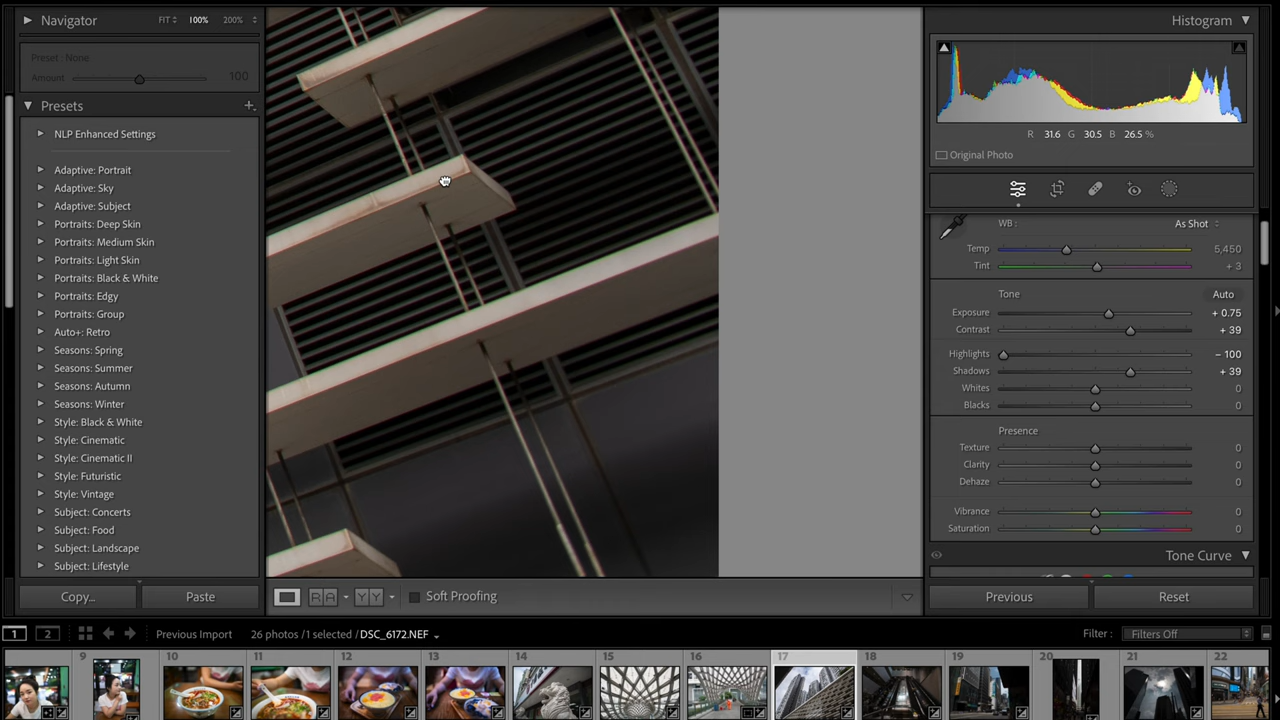 Navigator FIT 100% 200%
Preset: None
Amount 100
Presets
NLP Enhanced Settings
Adaptive: Portrait
Adaptive: Sky
Adaptive: Subject
Portraits: Deep Skin
Portraits: Medium Skin
Portraits: Light Skin
Portraits: Black & White
Portraits: Edgy
Portraits: Group
Auto+: Retro
Seasons: Spring
Seasons: Summer
Seasons: Autumn
Seasons: Winter
Style: Black & White
Style: Cinematic
Style: Cinematic II
Style: Futuristic
Style: Vintage
Subject: Concerts
Subject: Food
Subject: Landscape
Subject: Lifestyle
Copy... Paste
RA YY Soft Proofing
Histogram
R 31.6 G 30.5 B 26.5 %
Original Photo
WB: As Shot
Temp 5,450
Tint + 3
Tone Auto
Exposure + 0.75
Contrast + 39
Highlights – 100
Shadows + 39
Whites 0
Blacks 0
Presence
Texture 0
Clarity 0
Dehaze 0
Vibrance 0
Saturation 0
Tone Curve
Previous Reset
1 2 Previous Import 26 photos / 1 selected / DSC_6172.NEF Filter: Filters Off
9 10 11 12 13 14 15 16 17 18 19 20 21 22